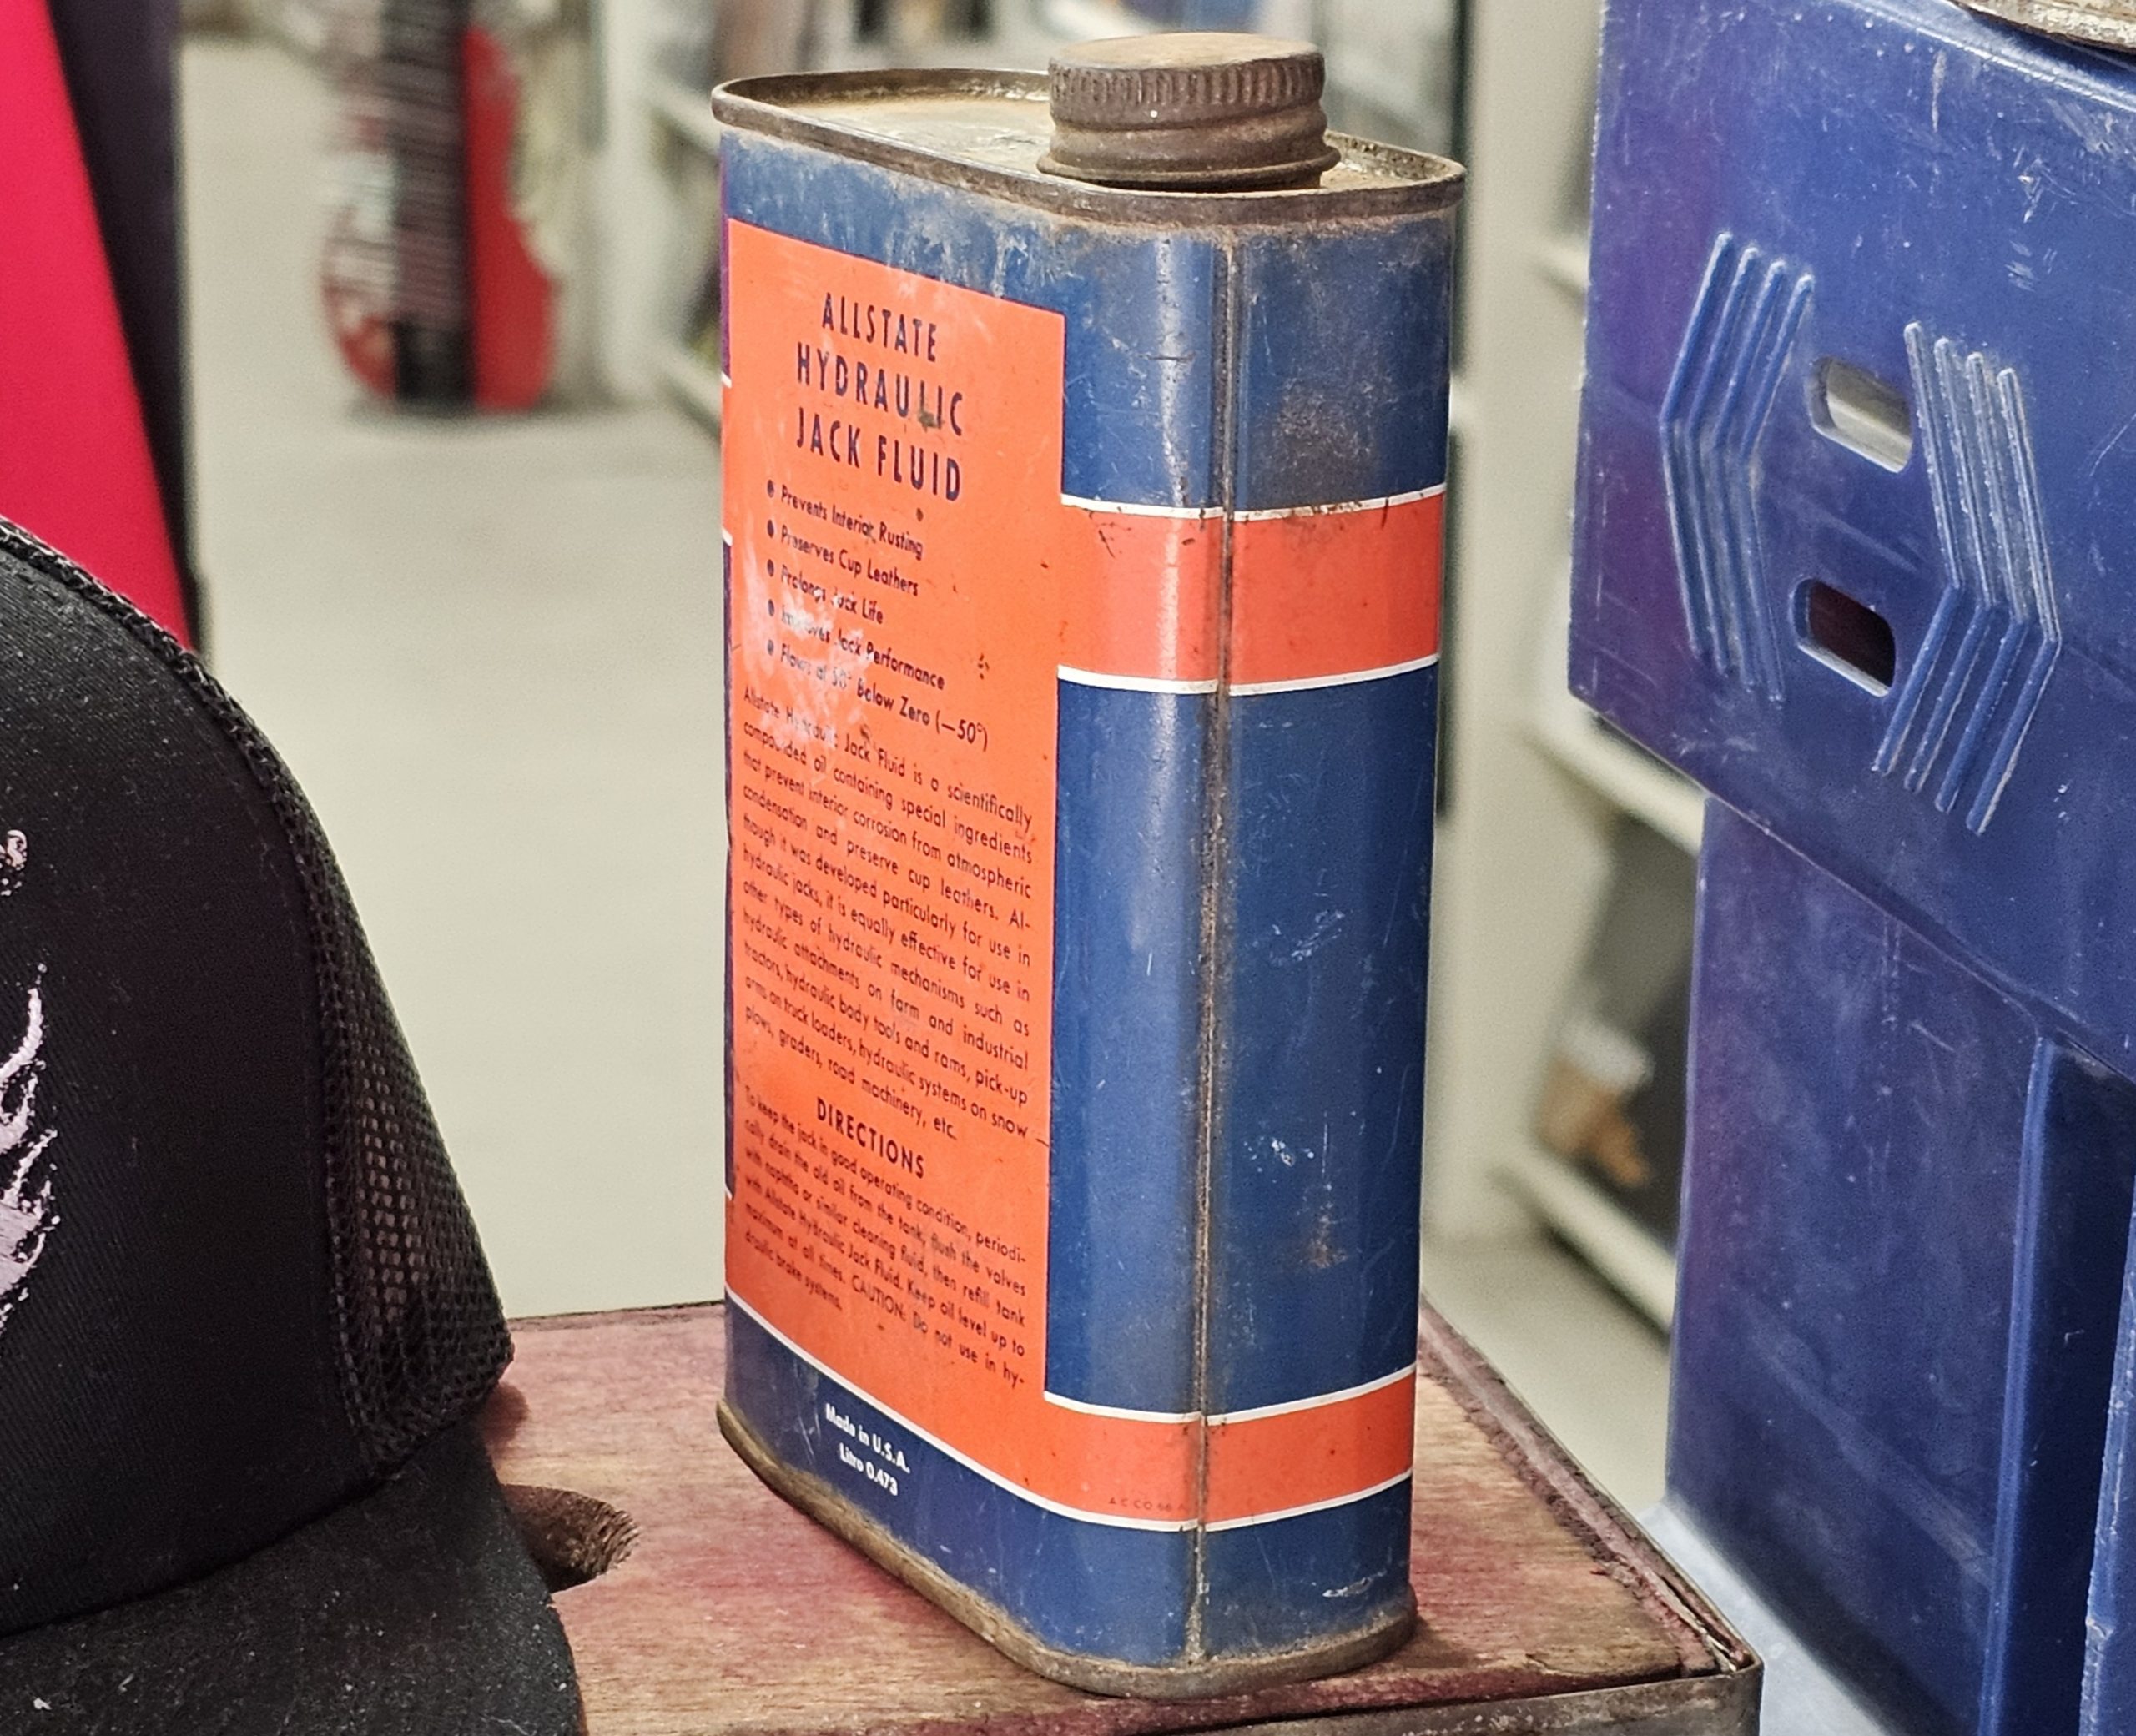 ALLSTATE
HYDRAULIC
JACK FLUID
● Prevents Interior Rusting
● Preserves Cup Leathers
● Prolongs Jack Life
● Improves Jack Performance
● Flows at 50° Below Zero (—50°)
Allstate Hydraulic Jack Fluid is a scientifically
compounded oil containing special ingredients
that prevent interior corrosion from atmospheric
condensation and preserve cup leathers. Al-
though it was developed particularly for use in
hydraulic jacks, it is equally effective for use in
other types of hydraulic mechanisms such as
hydraulic attachments on farm and industrial
tractors, hydraulic body tools and rams, pick-up
arms on truck loaders, hydraulic systems on snow
plows, graders, road machinery, etc.
DIRECTIONS
To keep the jack in good operating condition, periodi-
cally drain the old oil from the tank, flush the valves
with naphtha or similar cleaning fluid, then refill tank
with Allstate Hydraulic Jack Fluid. Keep oil level up to
maximum at all times. CAUTION: Do not use in hy-
draulic brake systems.
Made in U.S.A.
Litro 0.473